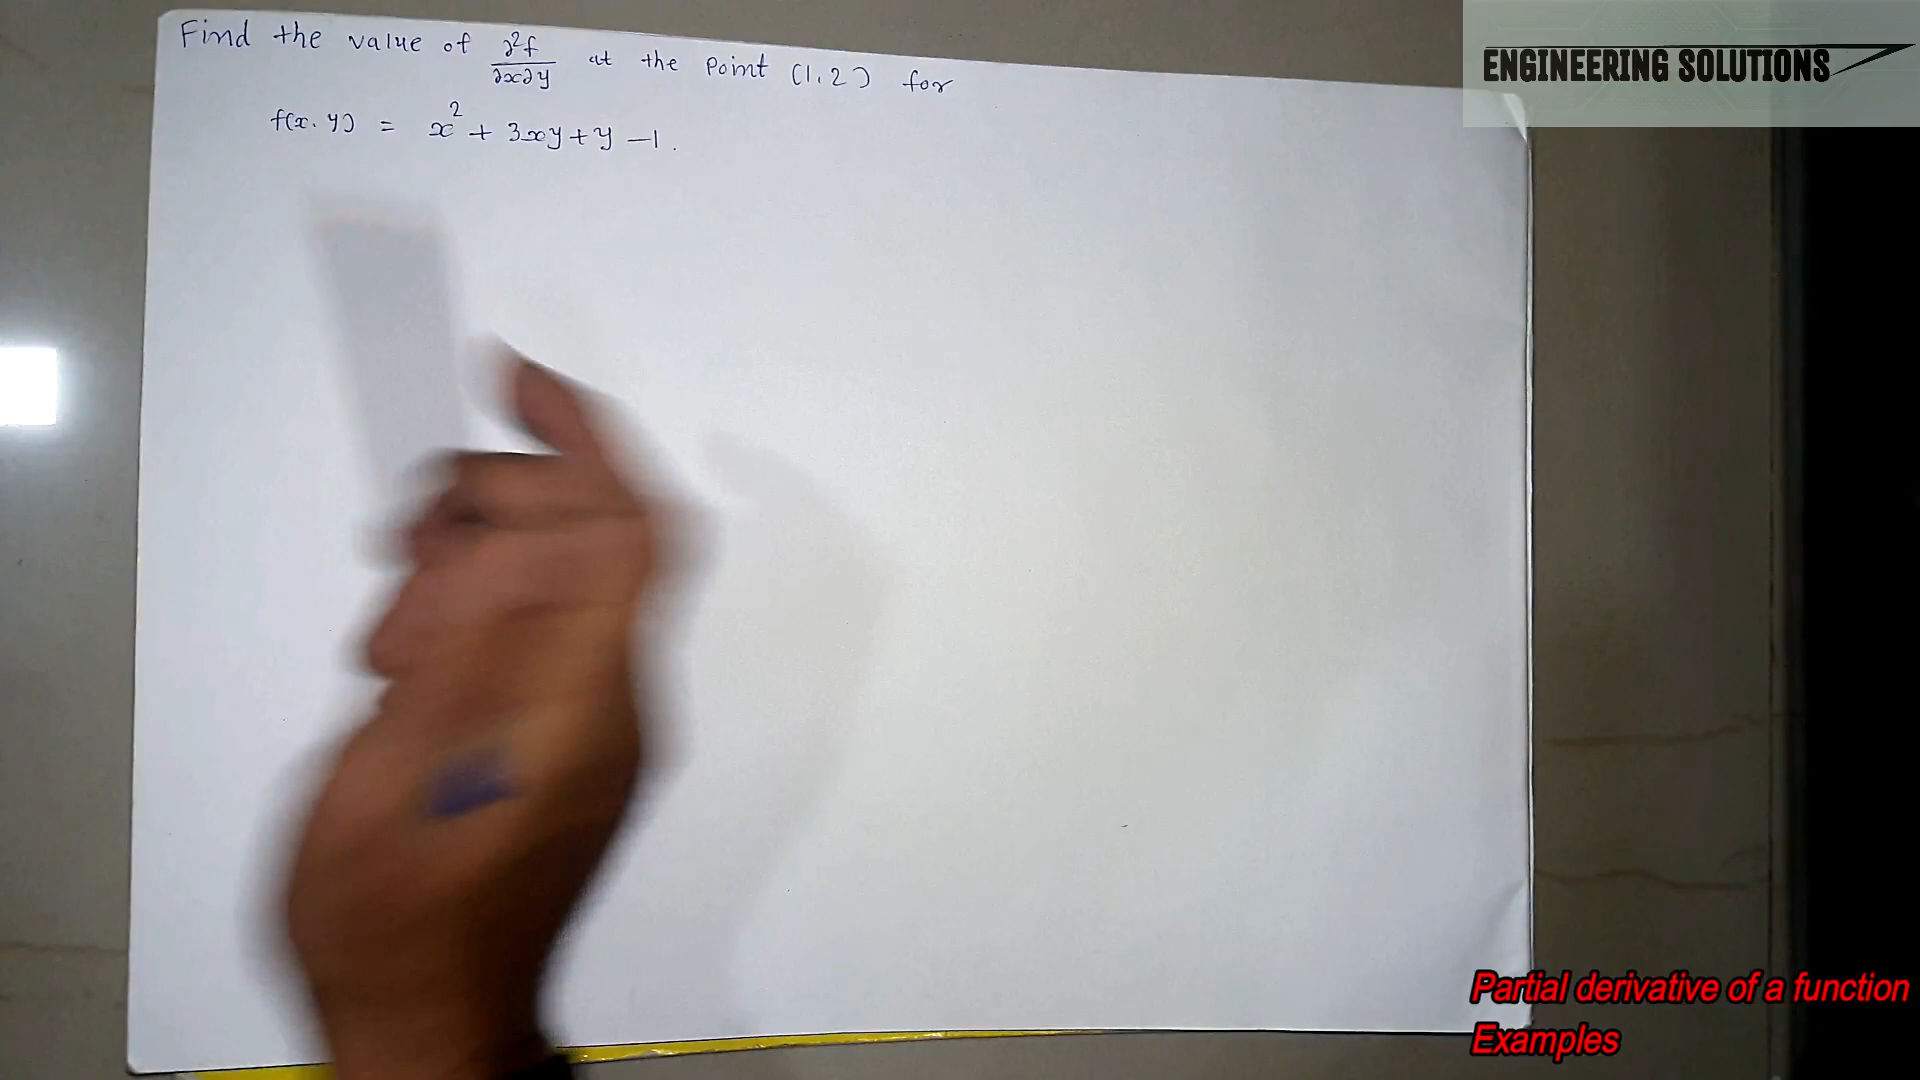 Find the value of ∂²f/∂x∂y at the point (1,2) for
f(x,y) = x² + 3xy + y - 1.
ENGINEERING SOLUTIONS
Partial derivative of a function
Examples